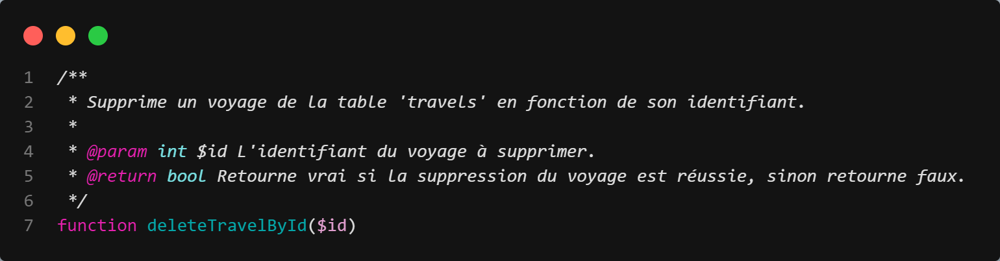 1 /**
2  * Supprime un voyage de la table 'travels' en fonction de son identifiant.
3  *
4  * @param int $id L'identifiant du voyage à supprimer.
5  * @return bool Retourne vrai si la suppression du voyage est réussie, sinon retourne faux.
6  */
7 function deleteTravelById($id)